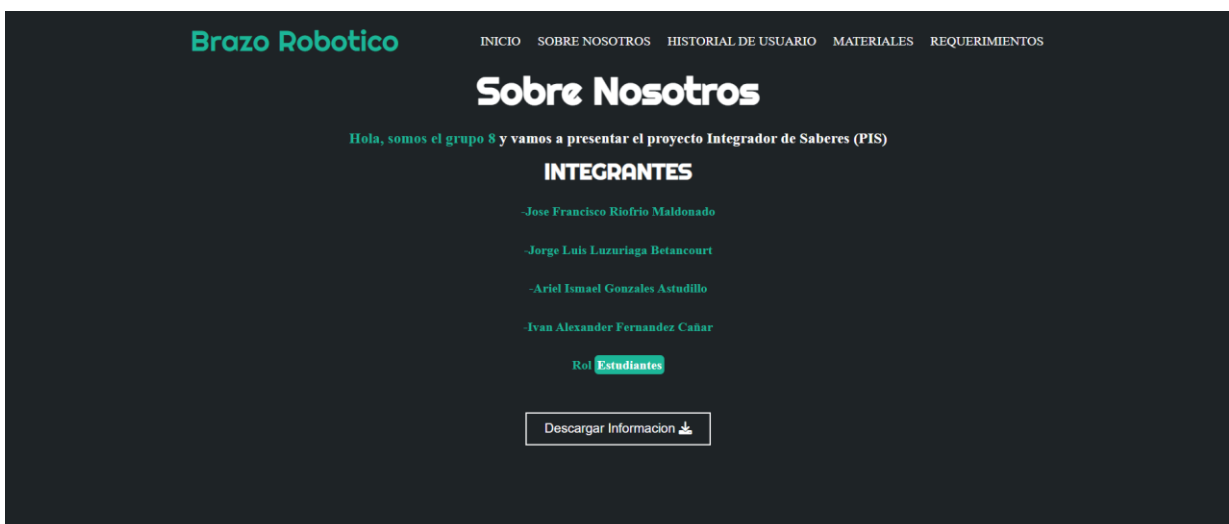 Brazo Robotico
INICIO SOBRE NOSOTROS HISTORIAL DE USUARIO MATERIALES REQUERIMIENTOS
Sobre Nosotros
Hola, somos el grupo 8 y vamos a presentar el proyecto Integrador de Saberes (PIS)
INTEGRANTES
-Jose Francisco Riofrio Maldonado
-Jorge Luis Luzuriaga Betancourt
-Ariel Ismael Gonzales Astudillo
-Ivan Alexander Fernandez Cañar
Rol Estudiantes
Descargar Informacion